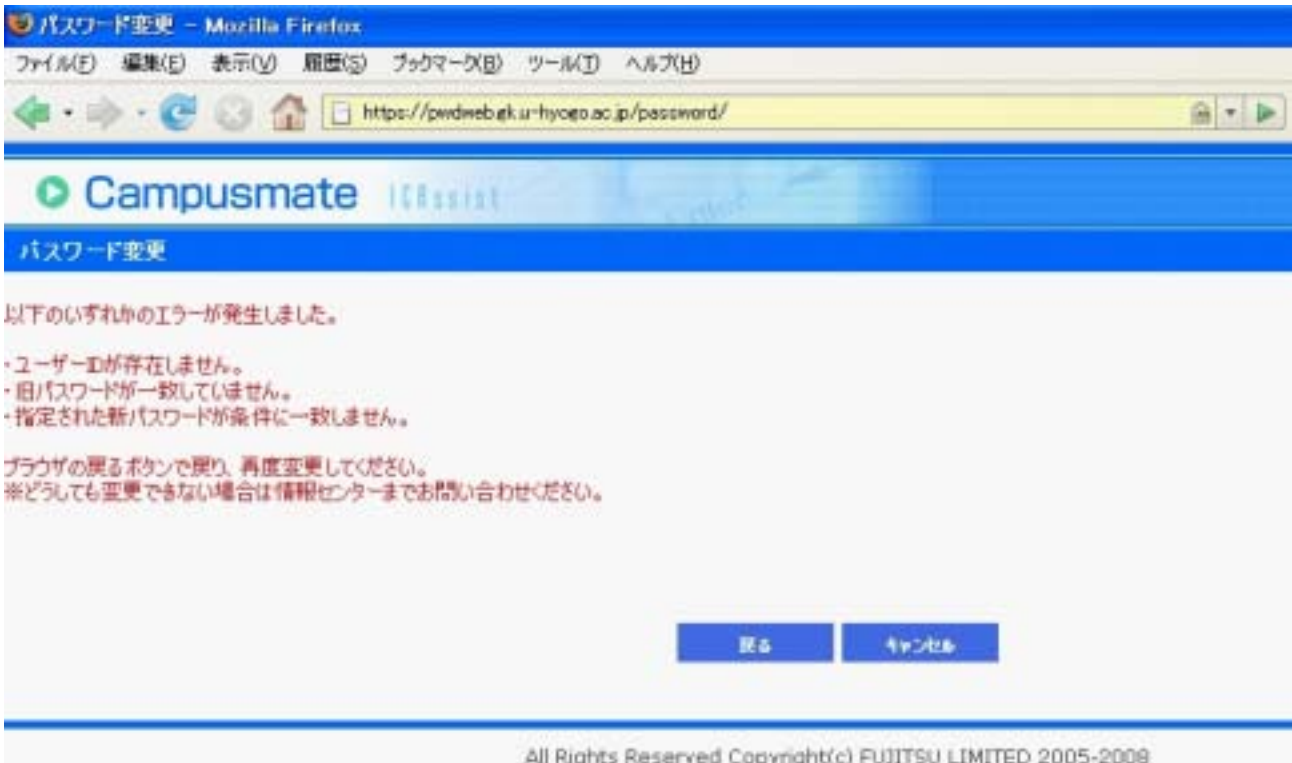 パスワード変更 - Mozilla Firefox
ファイル(F) 編集(E) 表示(V) 履歴(S) ブックマーク(B) ツール(T) ヘルプ(H)
https://pwdweb.gk.u-hyogo.ac.jp/password/
Campusmate ICAssist
パスワード変更
以下のいずれかのエラーが発生しました。
・ユーザーIDが存在しません。
・旧パスワードが一致していません。
・指定された新パスワードが条件に一致しません。
ブラウザの戻るボタンで戻り、再度変更してください。
※どうしても変更できない場合は情報センターまでお問い合わせください。
戻る キャンセル
All Rights Reserved Copyright(c) FUJITSU LIMITED 2005-2008